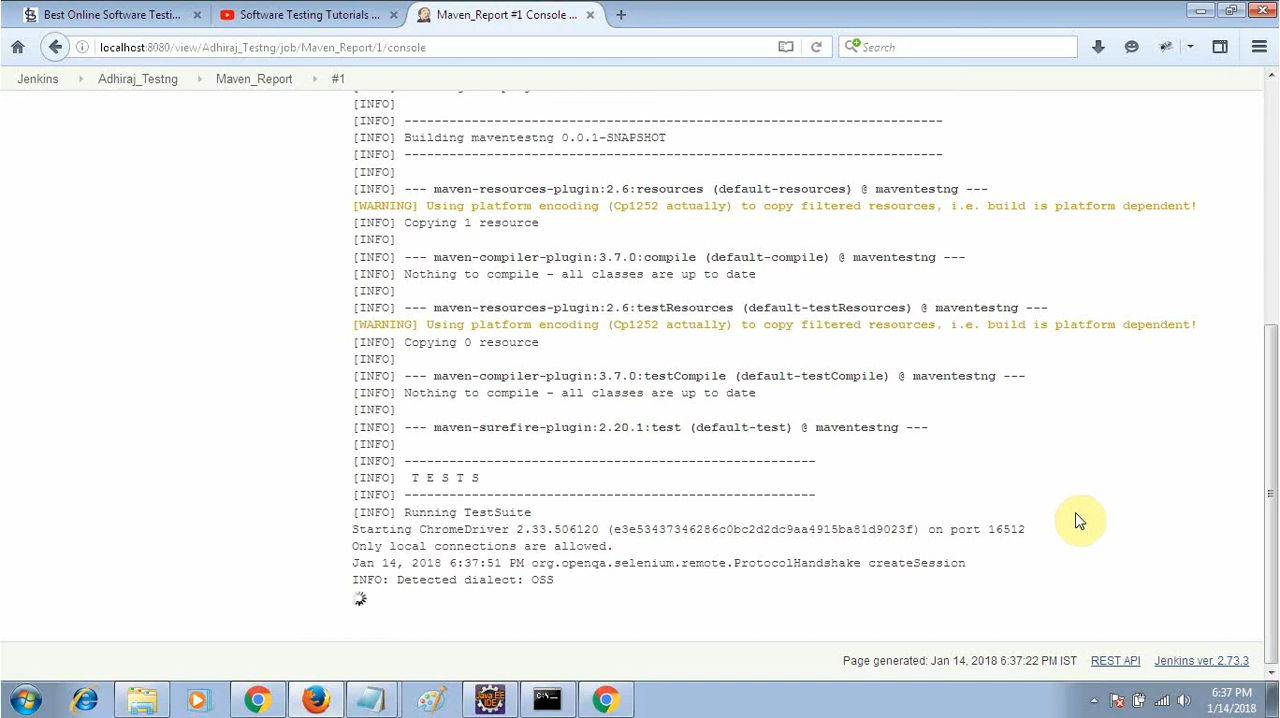 Best Online Software Testi...
Software Testing Tutorials ...
Maven_Report #1 Console ...
localhost:8080/view/Adhiraj_Testng/job/Maven_Report/1/console
Search
Jenkins
Adhiraj_Testng
Maven_Report
#1
[INFO]
[INFO] ------------------------------------------------------------------------
[INFO] Building maventestng 0.0.1-SNAPSHOT
[INFO] ------------------------------------------------------------------------
[INFO]
[INFO] --- maven-resources-plugin:2.6:resources (default-resources) @ maventestng ---
[WARNING] Using platform encoding (Cp1252 actually) to copy filtered resources, i.e. build is platform dependent!
[INFO] Copying 1 resource
[INFO]
[INFO] --- maven-compiler-plugin:3.7.0:compile (default-compile) @ maventestng ---
[INFO] Nothing to compile - all classes are up to date
[INFO]
[INFO] --- maven-resources-plugin:2.6:testResources (default-testResources) @ maventestng ---
[WARNING] Using platform encoding (Cp1252 actually) to copy filtered resources, i.e. build is platform dependent!
[INFO] Copying 0 resource
[INFO]
[INFO] --- maven-compiler-plugin:3.7.0:testCompile (default-testCompile) @ maventestng ---
[INFO] Nothing to compile - all classes are up to date
[INFO]
[INFO] --- maven-surefire-plugin:2.20.1:test (default-test) @ maventestng ---
[INFO]
[INFO] -------------------------------------------------------
[INFO]  T E S T S
[INFO] -------------------------------------------------------
[INFO] Running TestSuite
Starting ChromeDriver 2.33.506120 (e3e53437346286c0bc2d2dc9aa4915ba81d9023f) on port 16512
Only local connections are allowed.
Jan 14, 2018 6:37:51 PM org.openqa.selenium.remote.ProtocolHandshake createSession
INFO: Detected dialect: OSS
Page generated: Jan 14, 2018 6:37:22 PM IST
REST API
Jenkins ver. 2.73.3
Java EE
IDE
6:37 PM
1/14/2018